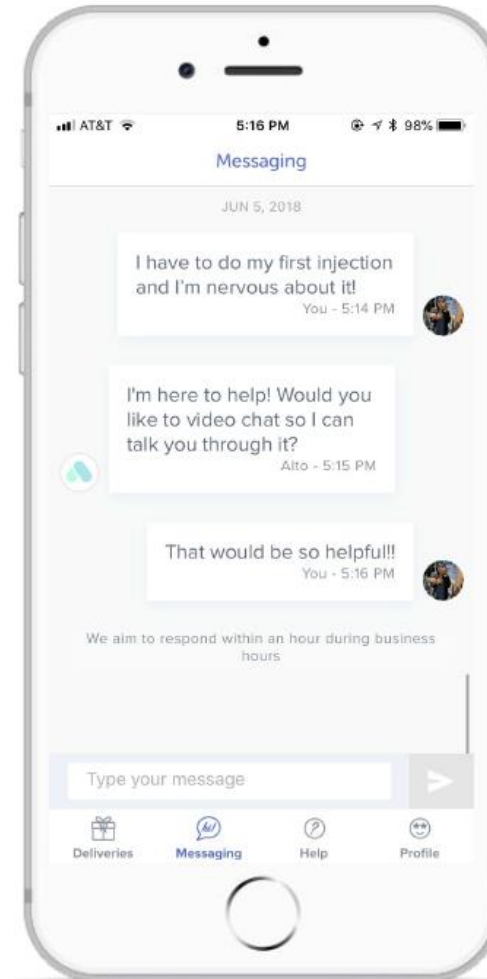 AT&T 5:16 PM 98%
Messaging
JUN 5, 2018
I have to do my first injection
and I'm nervous about it!
You - 5:14 PM
I'm here to help! Would you
like to video chat so I can
talk you through it?
Alto - 5:15 PM
That would be so helpful!!
You - 5:16 PM
We aim to respond within an hour during business
hours
Type your message
hi!
Deliveries Messaging Help Profile